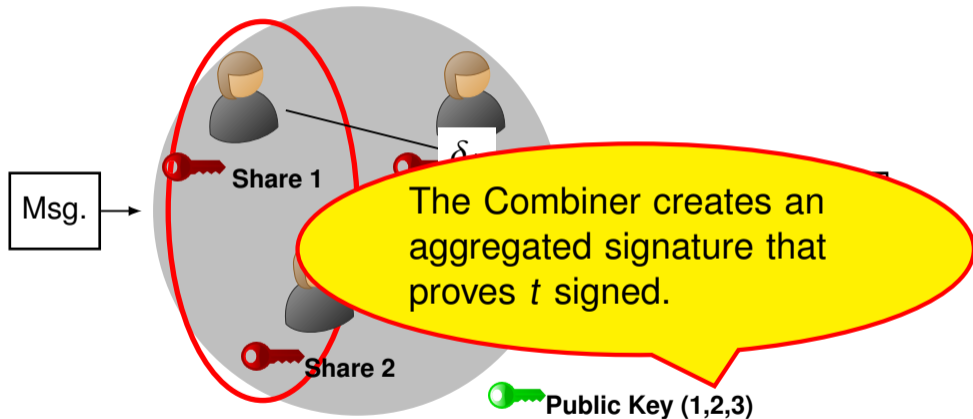 δ
Share 1
Msg.
The Combiner creates an
aggregated signature that
proves t signed.
Share 2
Public Key (1,2,3)